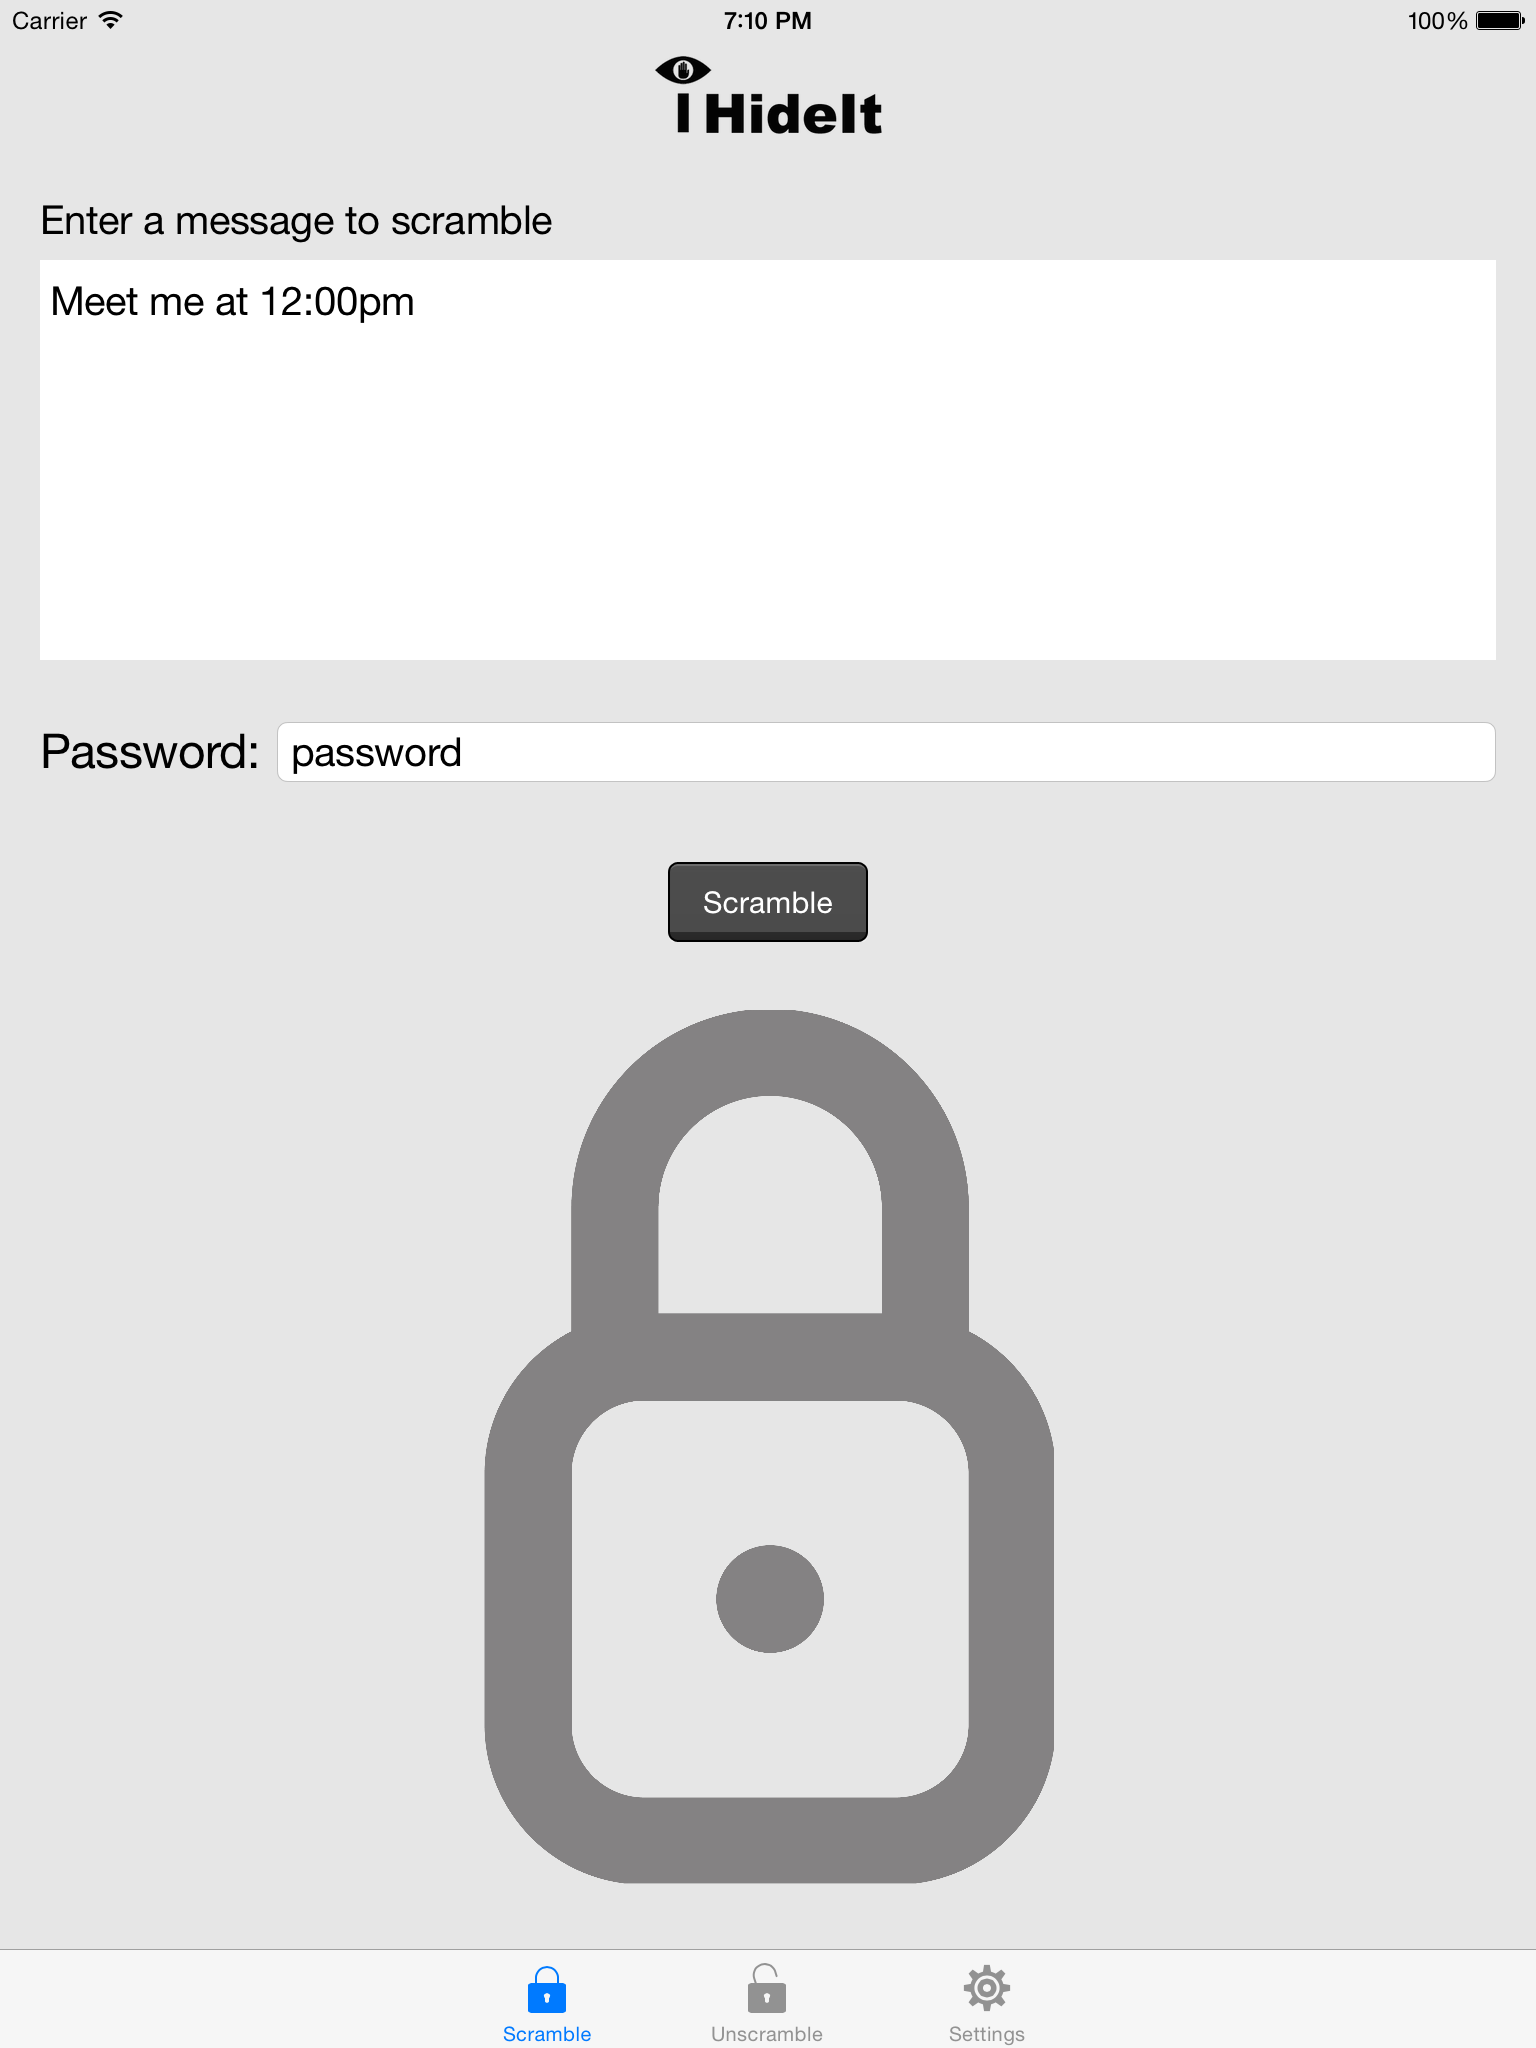 Carrier 7:10 PM 100%
I HideIt
Enter a message to scramble
Meet me at 12:00pm
Password: password
Scramble
Scramble Unscramble Settings